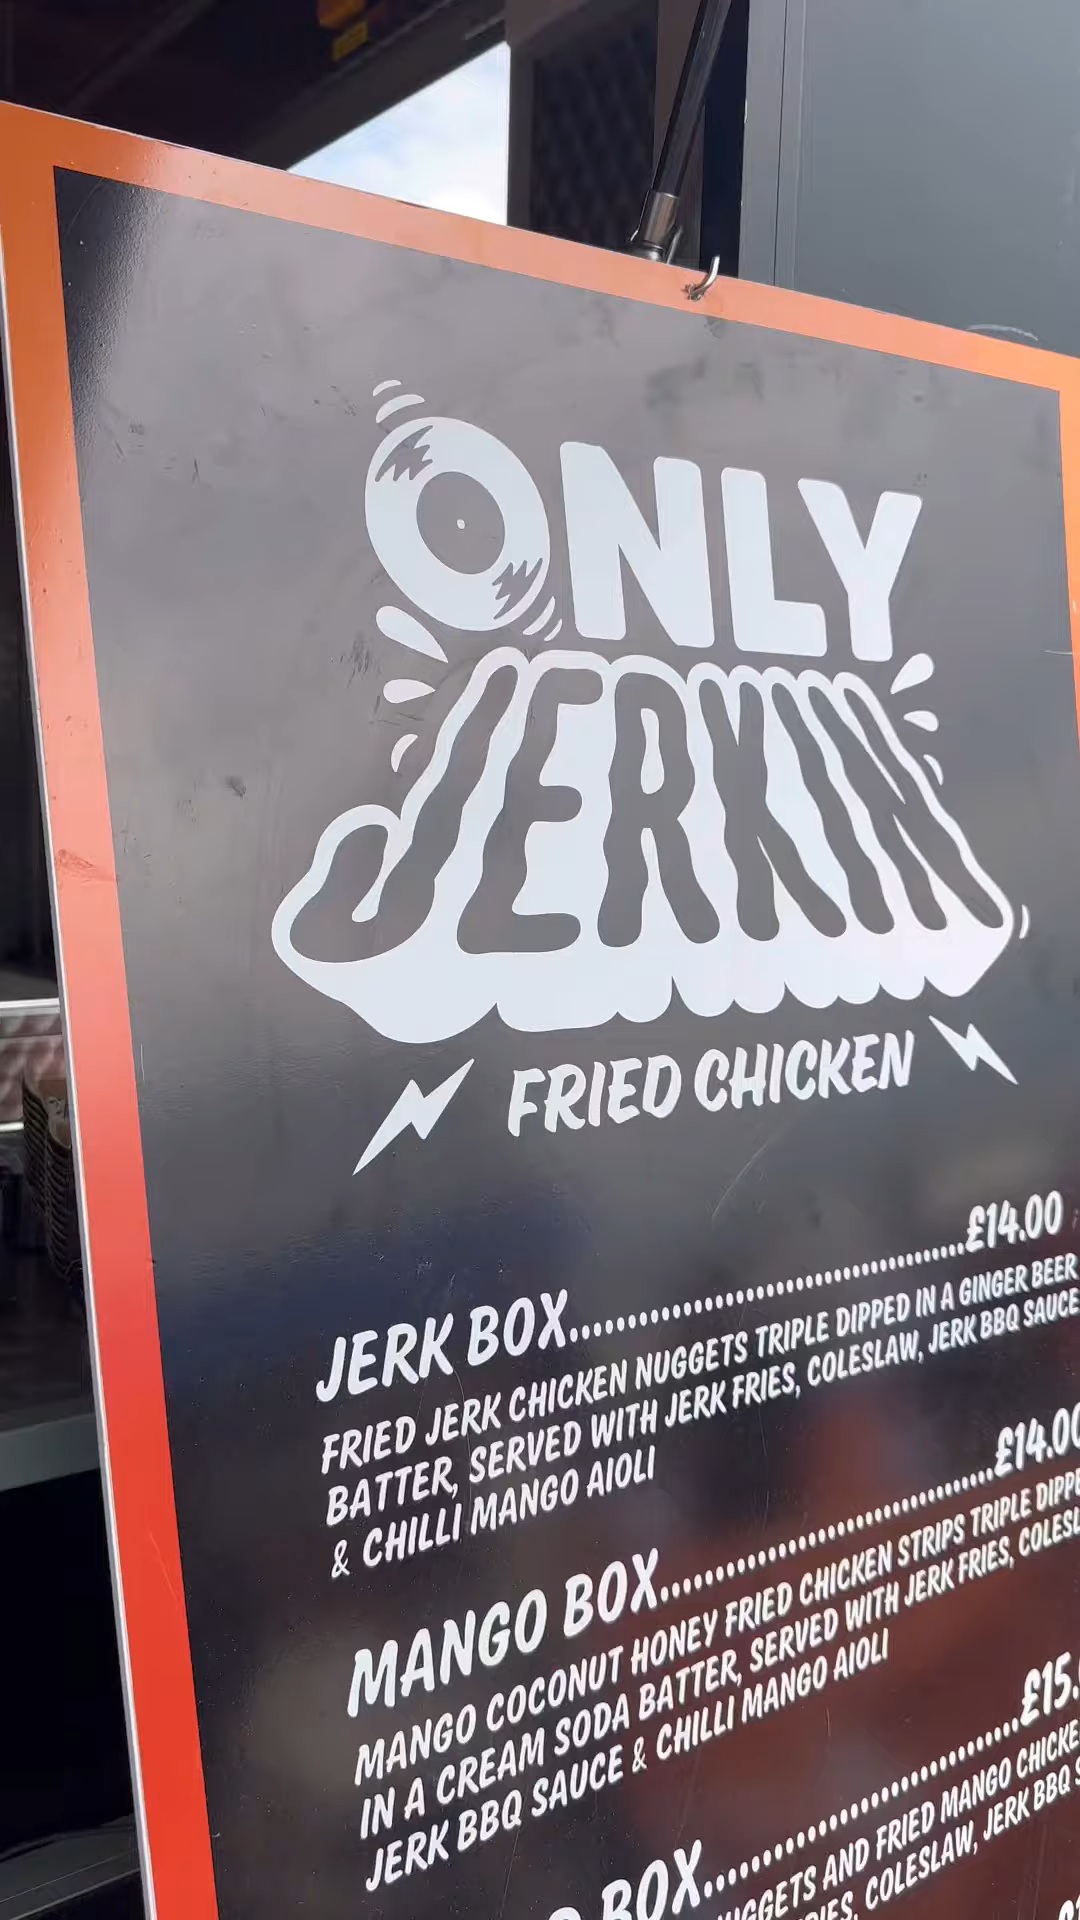 ONLY
JERKIN
FRIED CHICKEN
JERK BOX..........£14.00
FRIED JERK CHICKEN NUGGETS TRIPLE DIPPED IN A GINGER BEER
BATTER, SERVED WITH JERK FRIES, COLESLAW, JERK BBQ SAUCE
& CHILLI MANGO AIOLI
MANGO BOX..........£14.00
MANGO COCONUT HONEY FRIED CHICKEN STRIPS TRIPLE
IN A CREAM SODA BATTER, SERVED WITH JERK FRIES,
JERK BBQ SAUCE & CHILLI MANGO AIOLI
BOX..........£15.
AND FRIED MANGO
COLESLAW, JERK BBQ